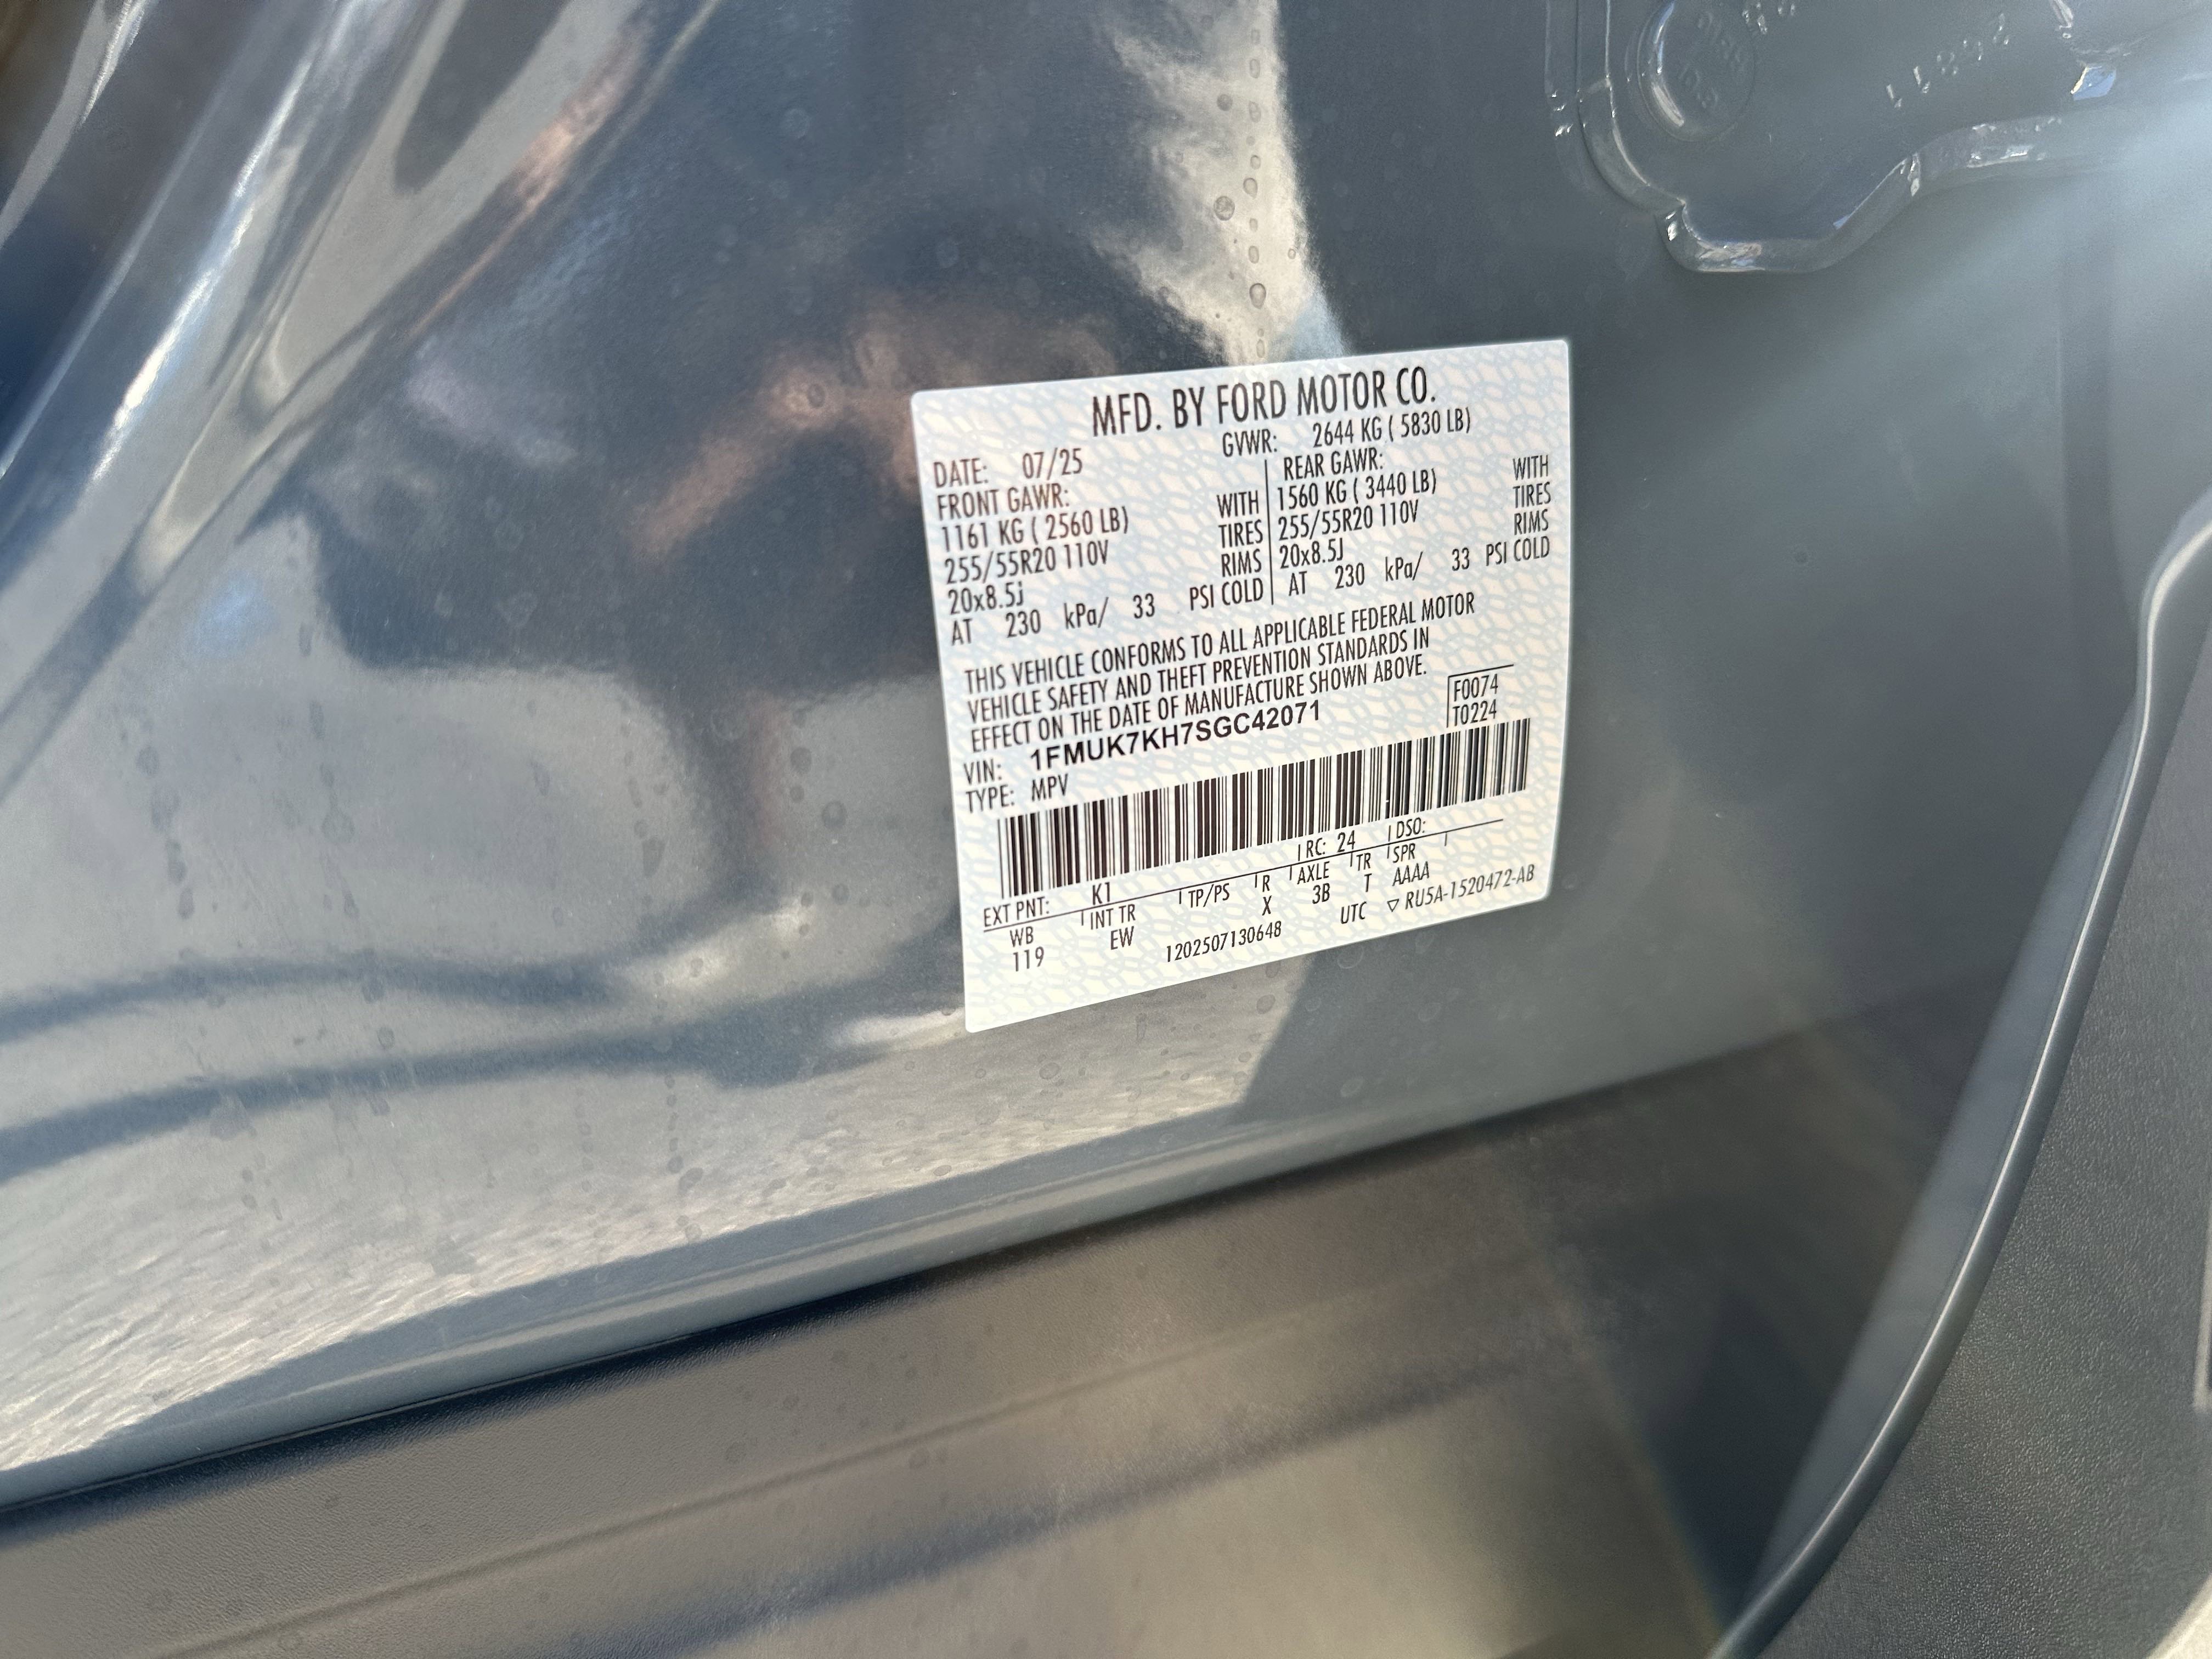 MFD. BY FORD MOTOR CO.
DATE: 07/25 GVWR: 2644 KG ( 5830 LB)
FRONT GAWR: REAR GAWR:
1161 KG ( 2560 LB) WITH 1560 KG ( 3440 LB) WITH
255/55R20 110V TIRES 255/55R20 110V TIRES
20x8.5j RIMS 20x8.5J RIMS
AT 230 kPa/ 33 PSI COLD AT 230 kPa/ 33 PSI COLD
THIS VEHICLE CONFORMS TO ALL APPLICABLE FEDERAL MOTOR
VEHICLE SAFETY AND THEFT PREVENTION STANDARDS IN
EFFECT ON THE DATE OF MANUFACTURE SHOWN ABOVE.
F0074
VIN: 1FMUK7KH7SGC42071 T0224
TYPE: MPV
EXT PNT: K1 RC: 24 DSO:
WB INT TR TP/PS R AXLE TR SPR
119 EW X 3B T AAAA
1202507130648 UTC ▽ RU5A-1520472-AB